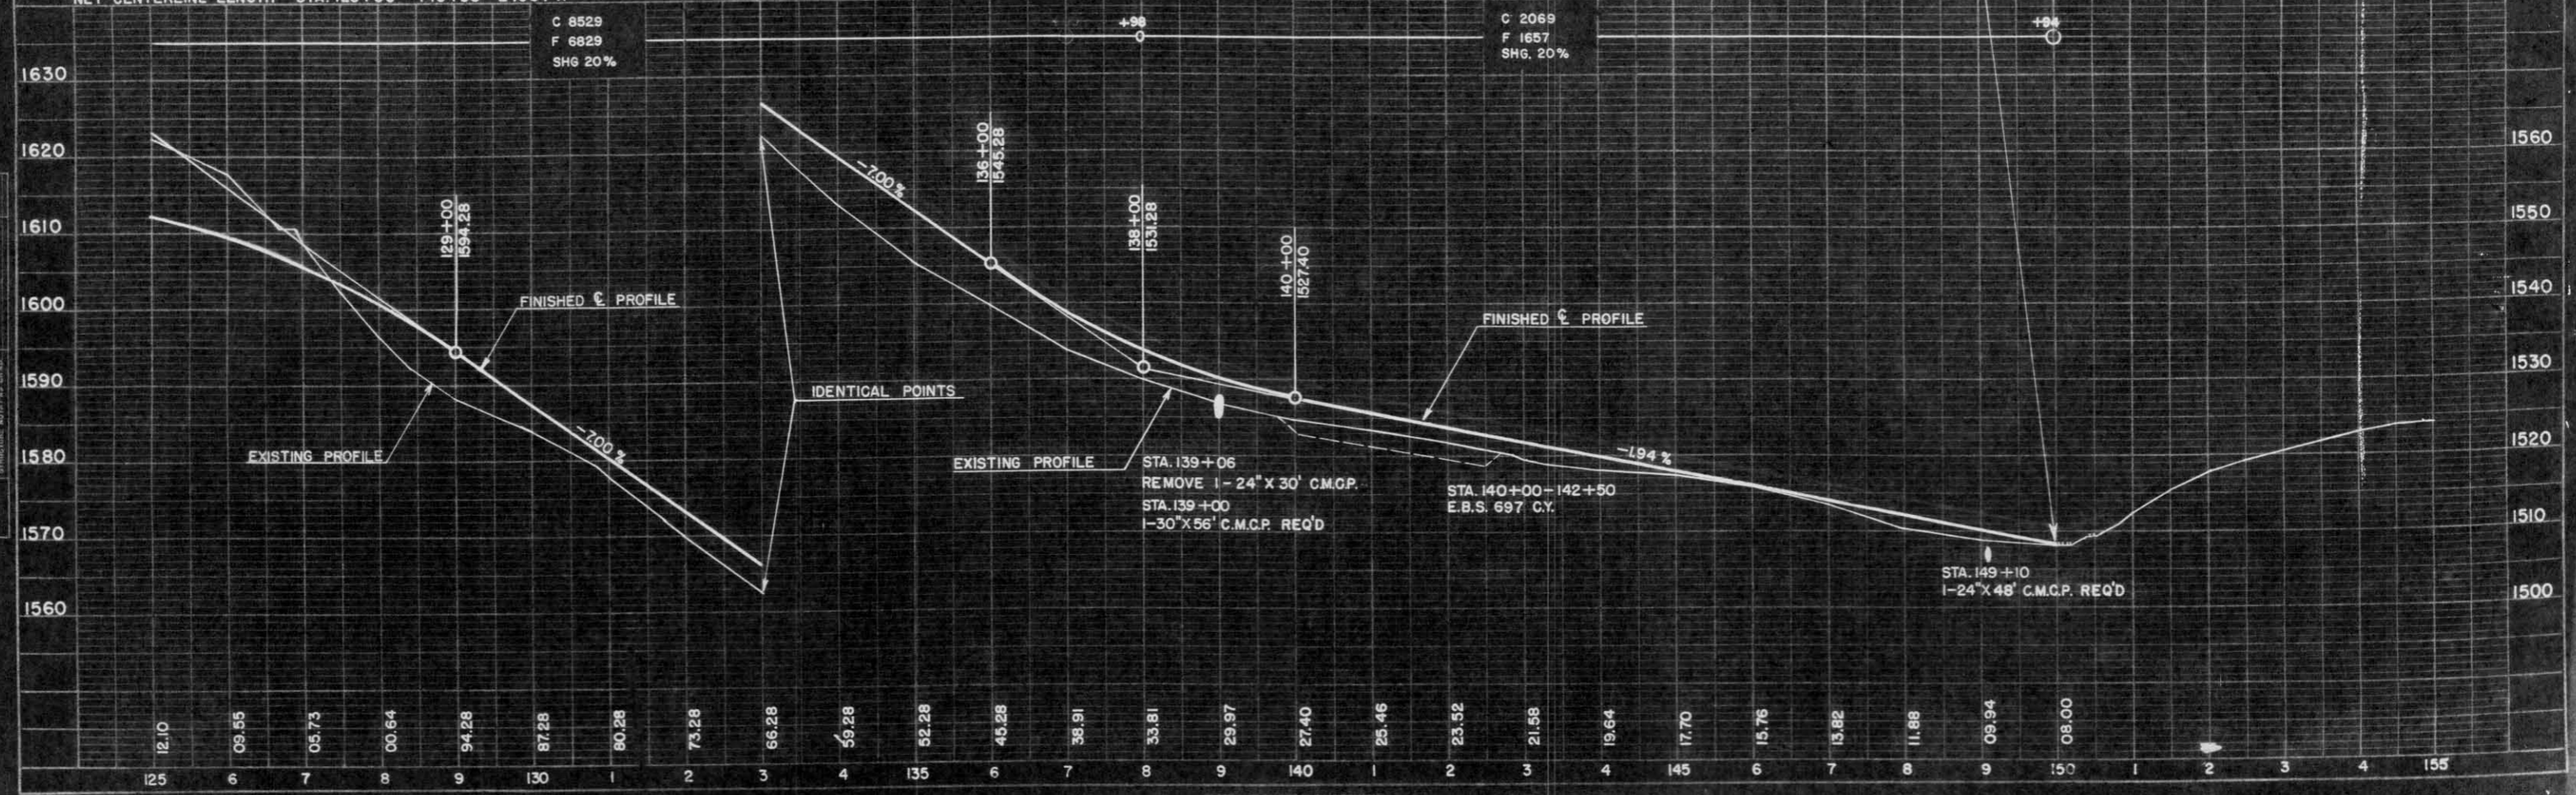 C 8529
F 6829
SHG 20%
+98
C 2069
F 1657
SHG. 20%
+94
1630
1620
1610
1600
1590
1580
1570
1560
1560
1550
1540
1530
1520
1510
1500
129+00
1594.28
136+00
1545.28
138+00
1531.28
140+00
1527.40
-7.00%
FINISHED ℄ PROFILE
FINISHED ℄ PROFILE
IDENTICAL POINTS
-7.00%
EXISTING PROFILE
EXISTING PROFILE
-1.94%
STA. 139+06
REMOVE 1-24" X 30' C.M.C.P.
STA. 139+00
1-30" X 56' C.M.C.P. REQ'D
STA. 140+00-142+50
E.B.S. 697 C.Y.
STA. 149+10
1-24" X 48' C.M.C.P. REQ'D
12.10
09.55
05.73
00.64
94.28
87.28
80.28
73.28
66.28
59.28
52.28
45.28
38.91
33.81
29.97
27.40
25.46
23.52
21.58
19.64
17.70
15.76
13.82
11.88
09.94
08.00
125 6 7 8 9 130 1 2 3 4 135 6 7 8 9 140 1 2 3 4 145 6 7 8 9 150 1 2 3 4 155